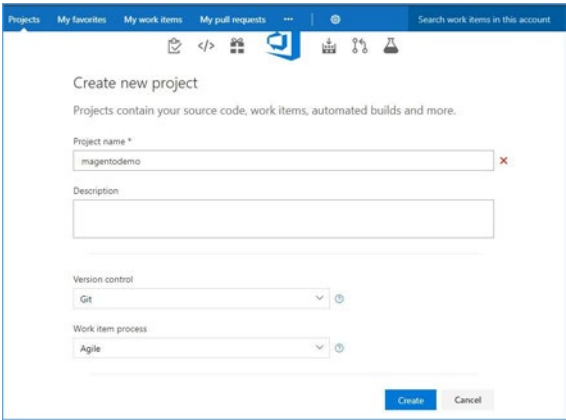 Projects My favorites My work items My pull requests ... Search work items in this account
</>
Create new project
Projects contain your source code, work items, automated builds and more.
Project name *
magentodemo
Description
Version control
Git
Work item process
Agile
Create Cancel